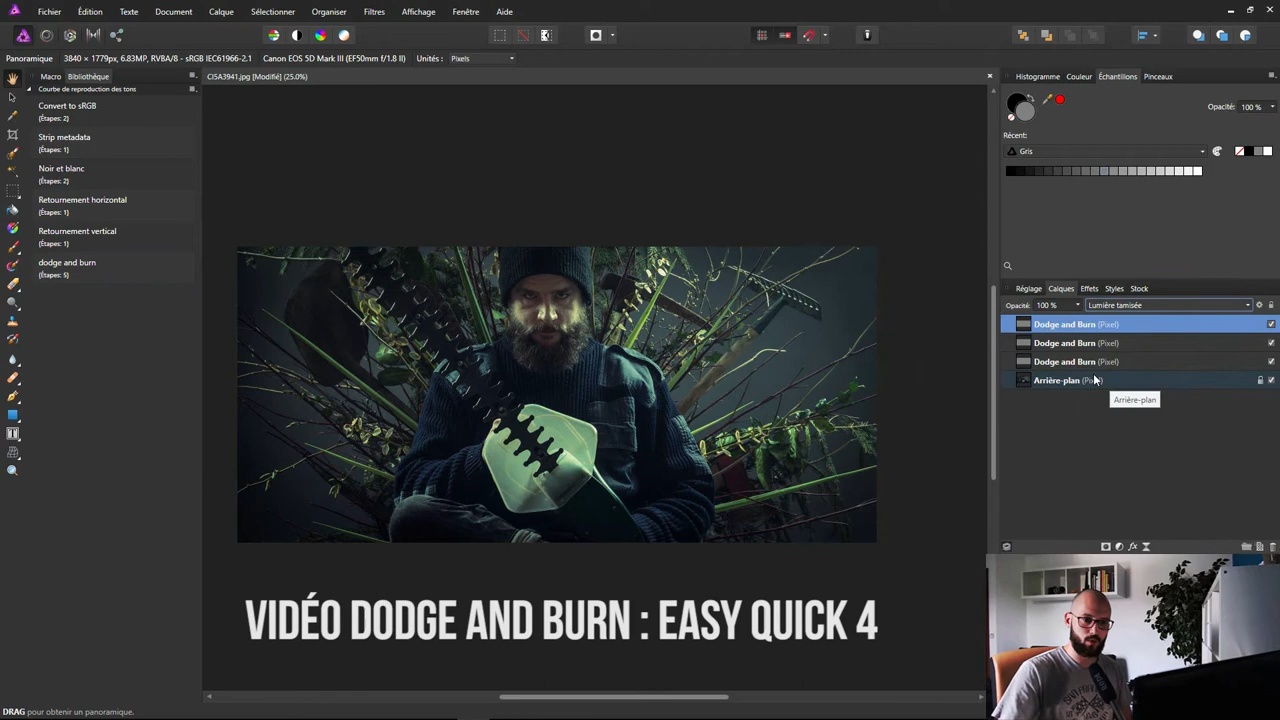 Fichier Édition Texte Document Calque Sélectionner Organiser Filtres Affichage Fenêtre Aide
Panoramique 3840 × 1779px, 6.83MP, RVBA/8 - sRGB IEC61966-2.1 Canon EOS 5D Mark III (EF50mm f/1.8 II) Unités : Pixels
Macro Bibliothèque
Courbe de reproduction des tons
Convert to sRGB
(Étapes: 2)
Strip metadata
(Étapes: 1)
Noir et blanc
(Étapes: 2)
Retournement horizontal
(Étapes: 1)
Retournement vertical
(Étapes: 1)
dodge and burn
(Étapes: 5)
CI5A3941.jpg [Modifié] (25.0%)
VIDÉO DODGE AND BURN : EASY QUICK 4
Histogramme Couleur Échantillons Pinceaux
Opacité: 100 %
Récent:
Gris
Réglage Calques Effets Styles Stock
Opacité: 100 % Lumière tamisée
Dodge and Burn (Pixel)
Dodge and Burn (Pixel)
Dodge and Burn (Pixel)
Arrière-plan
Arrière-plan
DRAG pour obtenir un panoramique.